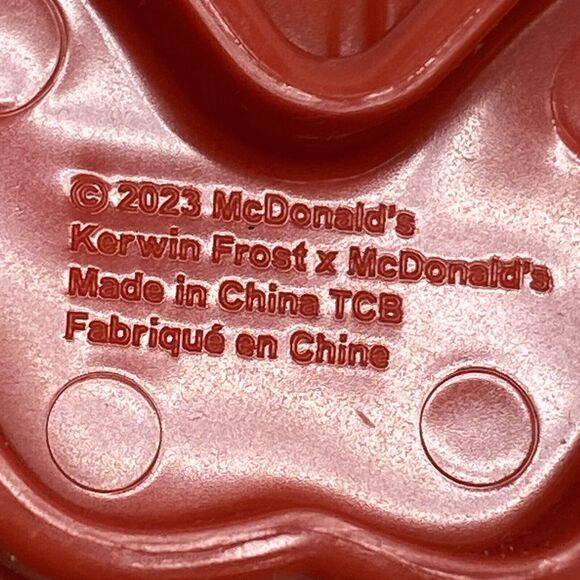 © 2023 McDonald's
Kerwin Frost x McDonald's
Made in China TCB
Fabriqué en Chine